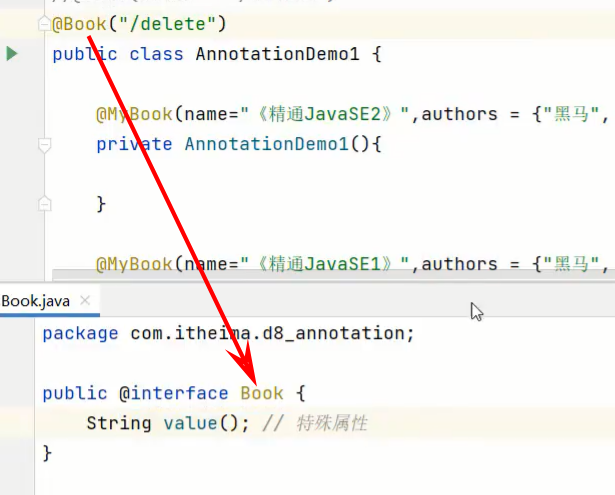 @Book("/delete")
public class AnnotationDemo1 {
@MyBook(name="《精通JavaSE2》",authors = {"黑马",
private AnnotationDemo1(){
}
@MyBook(name="《精通JavaSE1》",authors = {"黑马",
Book.java
package com.itheima.d8_annotation;
public @interface Book {
String value(); // 特殊属性
}